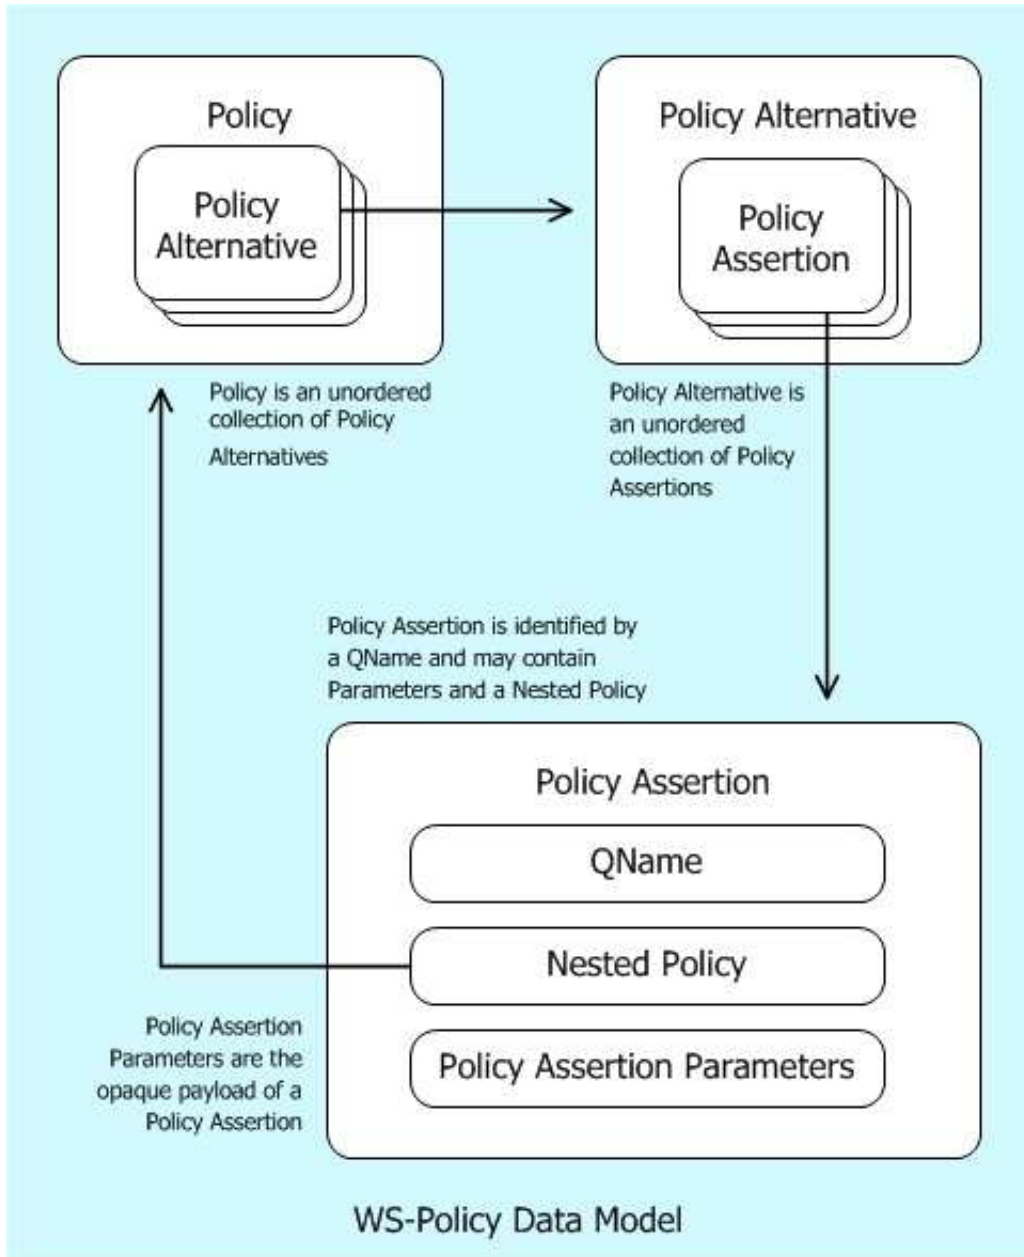 Policy
Policy
Alternative
Policy is an unordered
collection of Policy
Alternatives
Policy Alternative
Policy
Assertion
Policy Alternative is
an unordered
collection of Policy
Assertions
Policy Assertion is identified by
a QName and may contain
Parameters and a Nested Policy
Policy Assertion
QName
Nested Policy
Policy Assertion Parameters
Policy Assertion
Parameters are the
opaque payload of a
Policy Assertion
WS-Policy Data Model